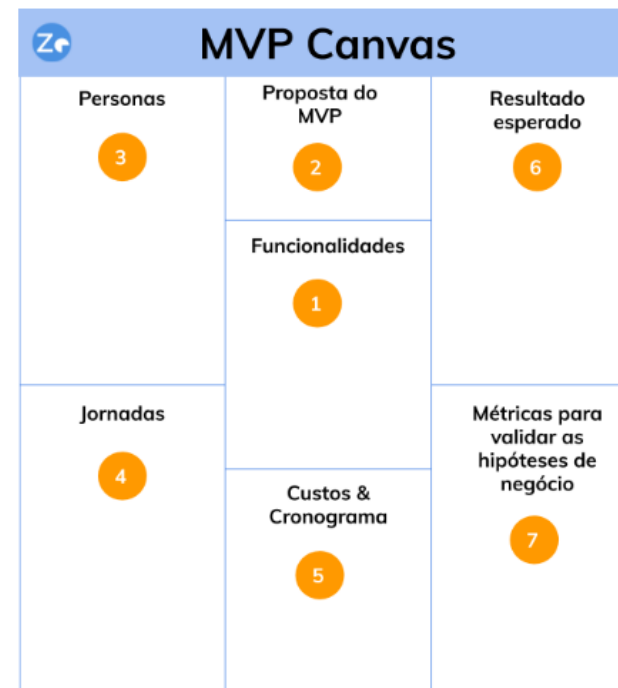 Ze
MVP Canvas
Personas
3
Proposta do
MVP
2
Resultado
esperado
6
Funcionalidades
1
Jornadas
4
Custos &
Cronograma
5
Métricas para
validar as
hipóteses de
negócio
7